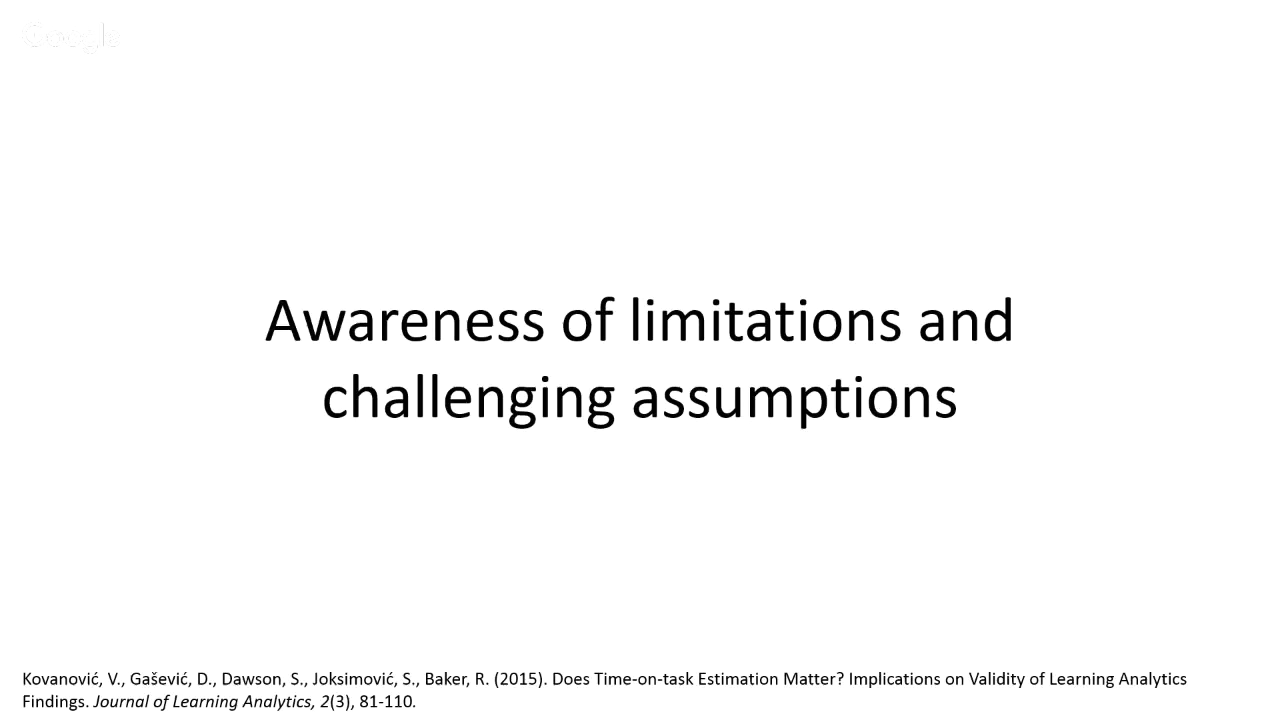 Google
Awareness of limitations and
challenging assumptions
Kovanović, V., Gašević, D., Dawson, S., Joksimović, S., Baker, R. (2015). Does Time-on-task Estimation Matter? Implications on Validity of Learning Analytics
Findings. Journal of Learning Analytics, 2(3), 81-110.